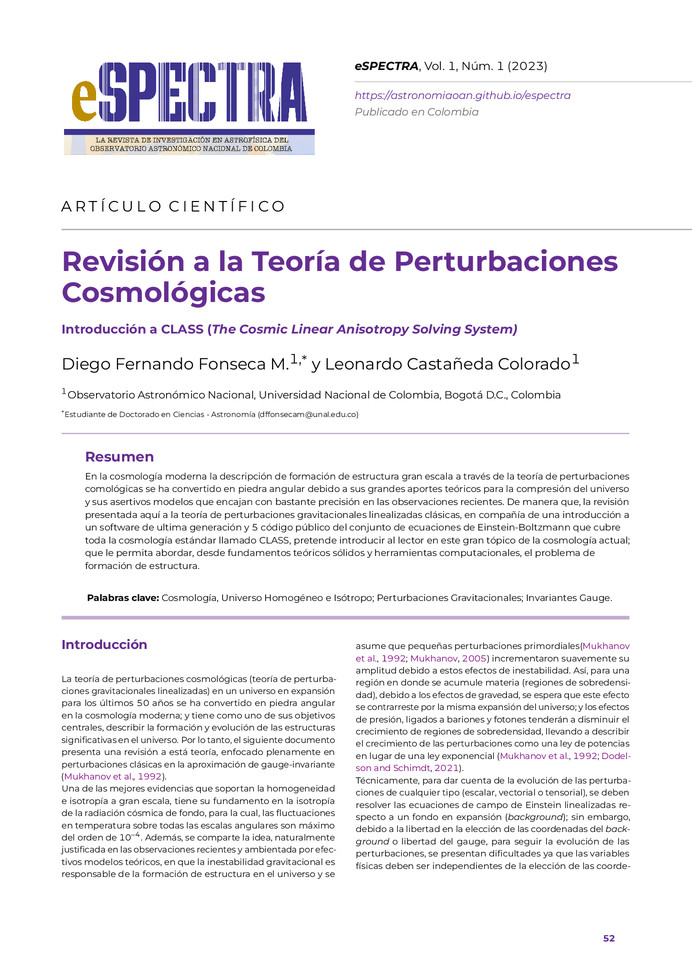 eSPECTRA
LA REVISTA DE INVESTIGACIÓN EN ASTROFÍSICA DEL
OBSERVATORIO ASTRONÓMICO NACIONAL DE COLOMBIA
eSPECTRA, Vol. 1, Núm. 1 (2023)
https://astronomiaoan.github.io/espectra
Publicado en Colombia
ARTÍCULO CIENTÍFICO
Revisión a la Teoría de Perturbaciones
Cosmológicas
Introducción a CLASS (The Cosmic Linear Anisotropy Solving System)
Diego Fernando Fonseca M.1,* y Leonardo Castañeda Colorado1
1Observatorio Astronómico Nacional, Universidad Nacional de Colombia, Bogotá D.C., Colombia
*Estudiante de Doctorado en Ciencias - Astronomía (dffonsecam@unal.edu.co)
Resumen
En la cosmología moderna la descripción de formación de estructura gran escala a través de la teoría de perturbaciones
comológicas se ha convertido en piedra angular debido a sus grandes aportes teóricos para la compresión del universo
y sus asertivos modelos que encajan con bastante precisión en las observaciones recientes. De manera que, la revisión
presentada aquí a la teoría de perturbaciones gravitacionales linealizadas clásicas, en compañía de una introducción a
un software de ultima generación y 5 código público del conjunto de ecuaciones de Einstein-Boltzmann que cubre
toda la cosmología estándar llamado CLASS, pretende introducir al lector en este gran tópico de la cosmología actual;
que le permita abordar, desde fundamentos teóricos sólidos y herramientas computacionales, el problema de
formación de estructura.
Palabras clave: Cosmología, Universo Homogéneo e Isótropo; Perturbaciones Gravitacionales; Invariantes Gauge.
Introducción
La teoría de perturbaciones cosmológicas (teoría de perturba-
ciones gravitacionales linealizadas) en un universo en expansión
para los últimos 50 años se ha convertido en piedra angular
en la cosmología moderna; y tiene como uno de sus objetivos
centrales, describir la formación y evolución de las estructuras
significativas en el universo. Por lo tanto, el siguiente documento
presenta una revisión a está teoría, enfocado plenamente en
perturbaciones clásicas en la aproximación de gauge-invariante
(Mukhanov et al., 1992).
Una de las mejores evidencias que soportan la homogeneidad
e isotropía a gran escala, tiene su fundamento en la isotropía
de la radiación cósmica de fondo, para la cual, las fluctuaciones
en temperatura sobre todas las escalas angulares son máximo
del orden de 10−4. Además, se comparte la idea, naturalmente
justificada en las observaciones recientes y ambientada por efec-
tivos modelos teóricos, en que la inestabilidad gravitacional es
responsable de la formación de estructura en el universo y se
asume que pequeñas perturbaciones primordiales(Mukhanov
et al., 1992; Mukhanov, 2005) incrementaron suavemente su
amplitud debido a estos efectos de inestabilidad. Así, para una
región en donde se acumule materia (regiones de sobredensi-
dad), debido a los efectos de gravedad, se espera que este efecto
se contrarreste por la misma expansión del universo; y los efectos
de presión, ligados a bariones y fotones tenderán a disminuir el
crecimiento de regiones de sobredensidad, llevando a describir
el crecimiento de las perturbaciones como una ley de potencias
en lugar de una ley exponencial (Mukhanov et al., 1992; Dodel-
son and Schimdt, 2021).
Técnicamente, para dar cuenta de la evolución de las perturba-
ciones de cualquier tipo (escalar, vectorial o tensorial), se deben
resolver las ecuaciones de campo de Einstein linealizadas re-
specto a un fondo en expansión (background); sin embargo,
debido a la libertad en la elección de las coordenadas del back-
ground o libertad del gauge, para seguir la evolución de las
perturbaciones, se presentan dificultades ya que las variables
físicas deben ser independientes de la elección de las coorde-
52